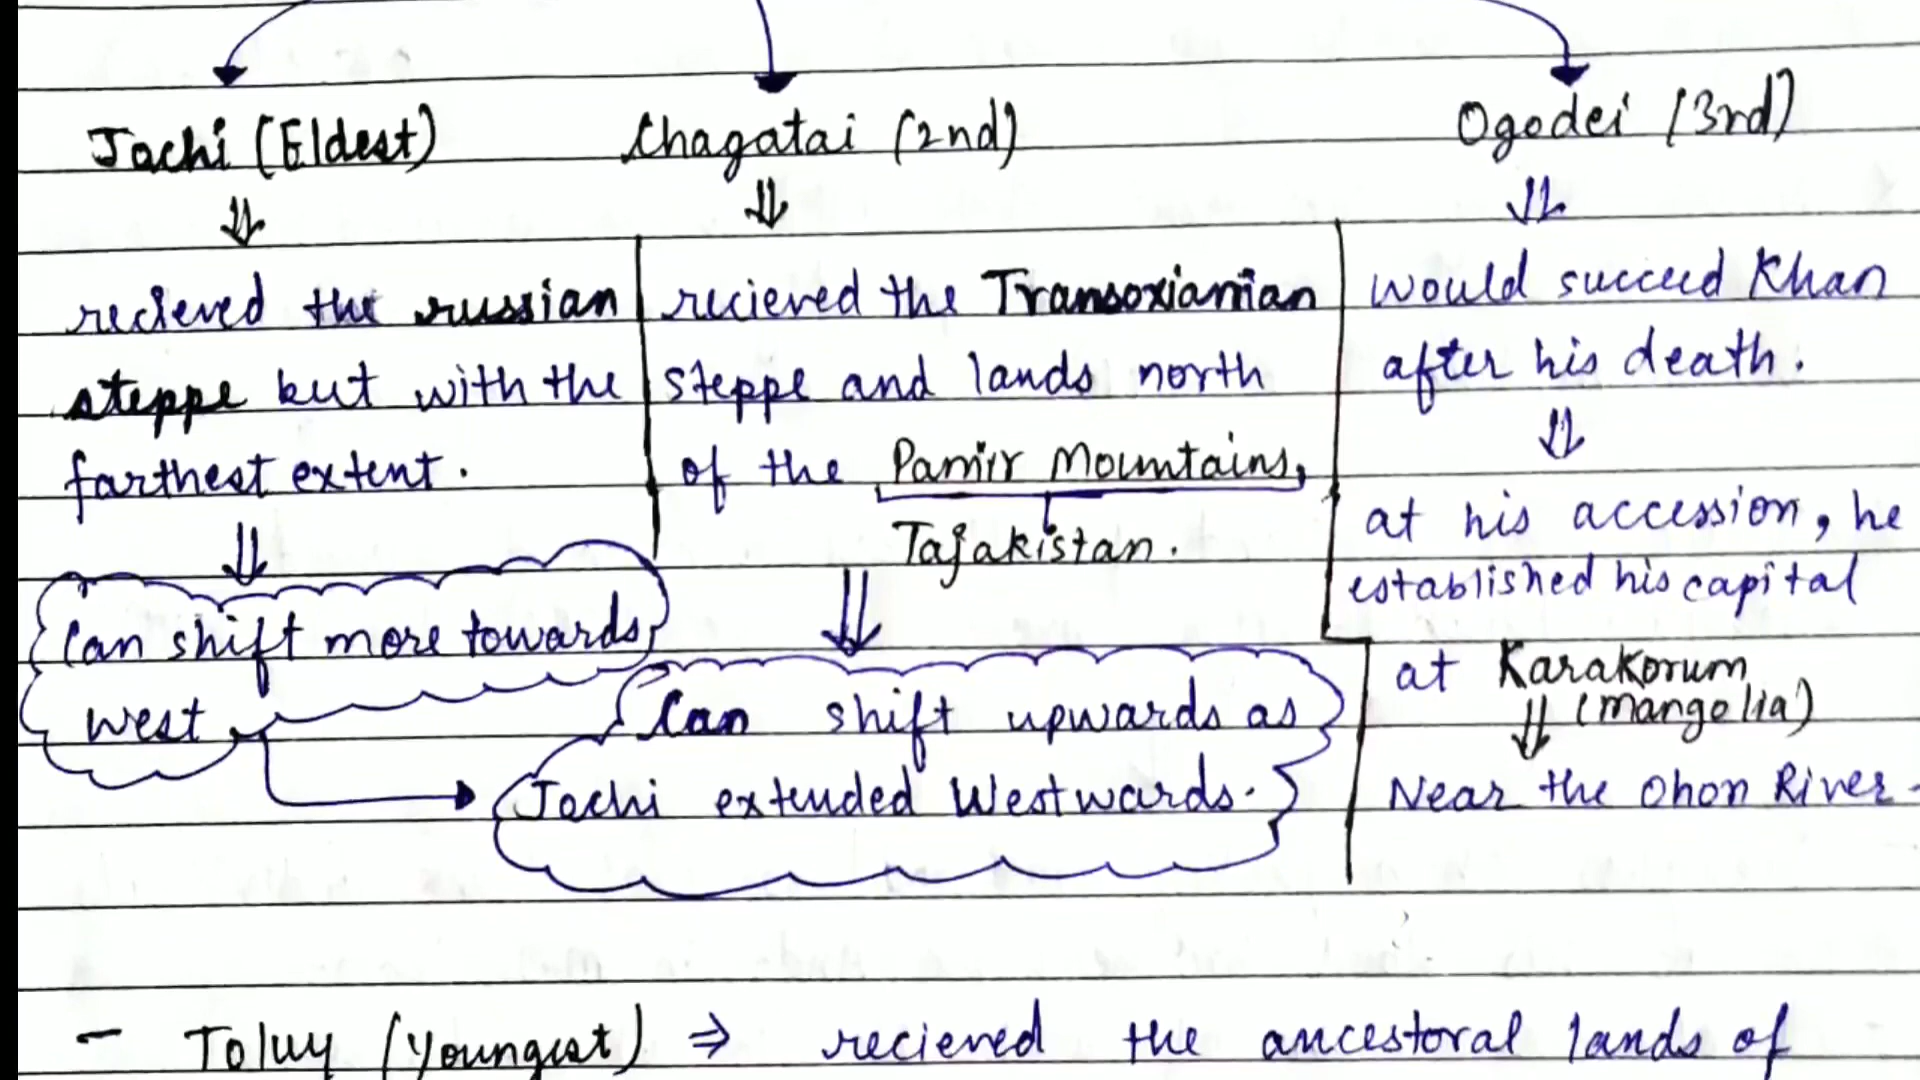 Jochi (Eldest)
Chagatai (2nd)
Ogodei (3rd)
recieved the russian
steppe but with the
farthest extent.
Can shift more towards
west
recieved the Transoxianian
steppe and lands north
of the Pamir Mountains,
Tajakistan.
Can shift upwards as
Jochi extended Westwards.
would succeed Khan
after his death.
at his accession, he
established his capital
at Karakorum
(Mangolia)
Near the Ohon River.
- Toluy (Youngest) ⇒ recieved the ancestoral lands of